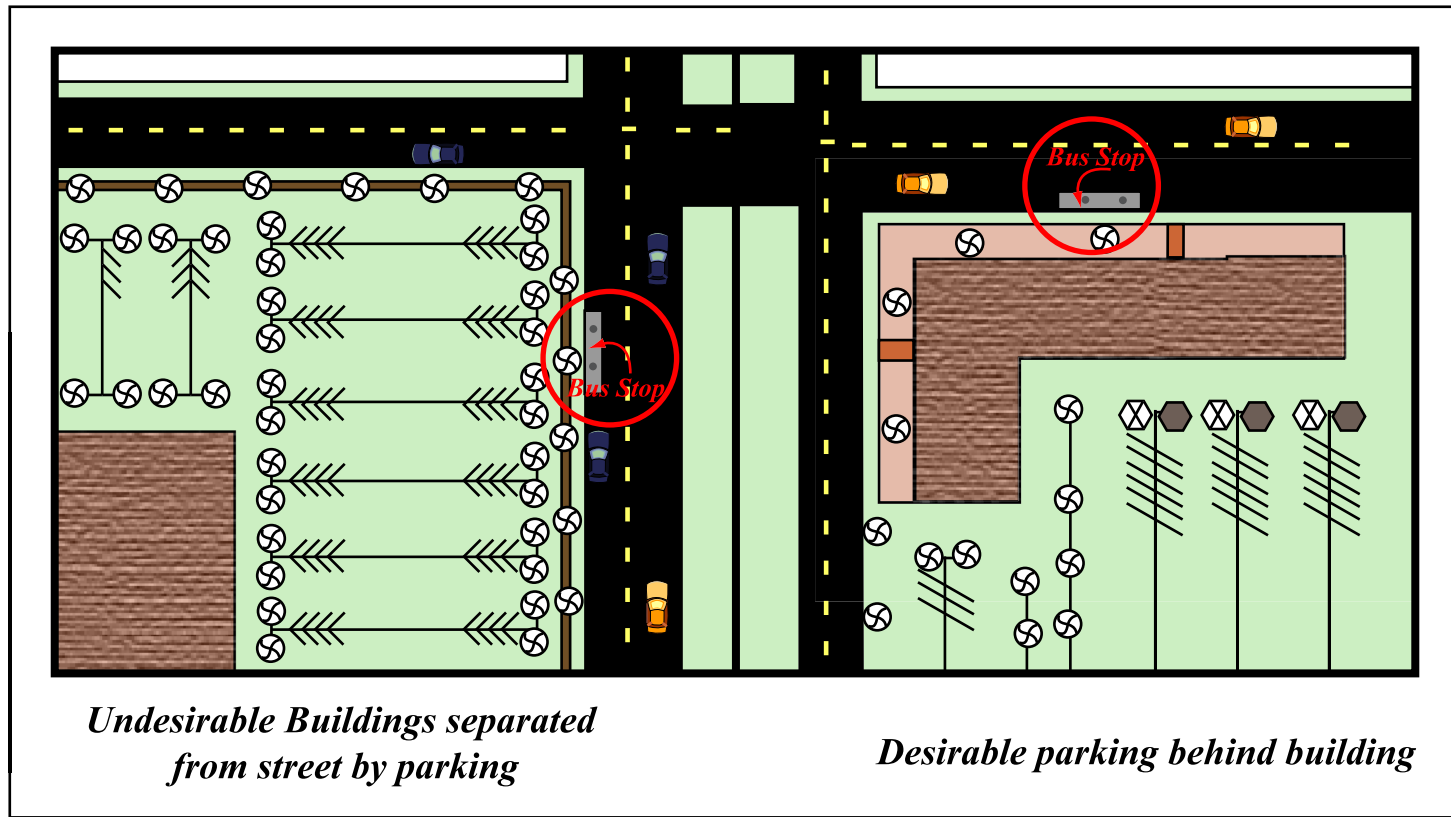 Bus Stop
Bus Stop
Undesirable Buildings separated
from street by parking
Desirable parking behind building